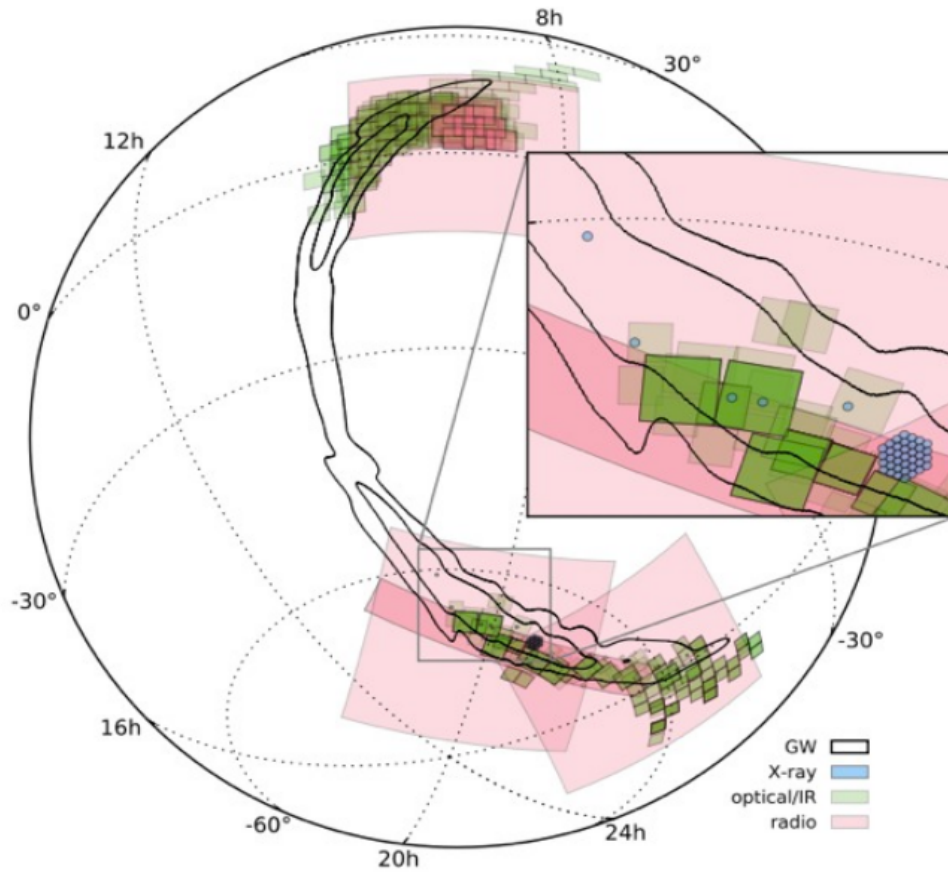 8h
30°
12h
0°
-30°
-30°
16h
-60°
20h
24h
GW
X-ray
optical/IR
radio